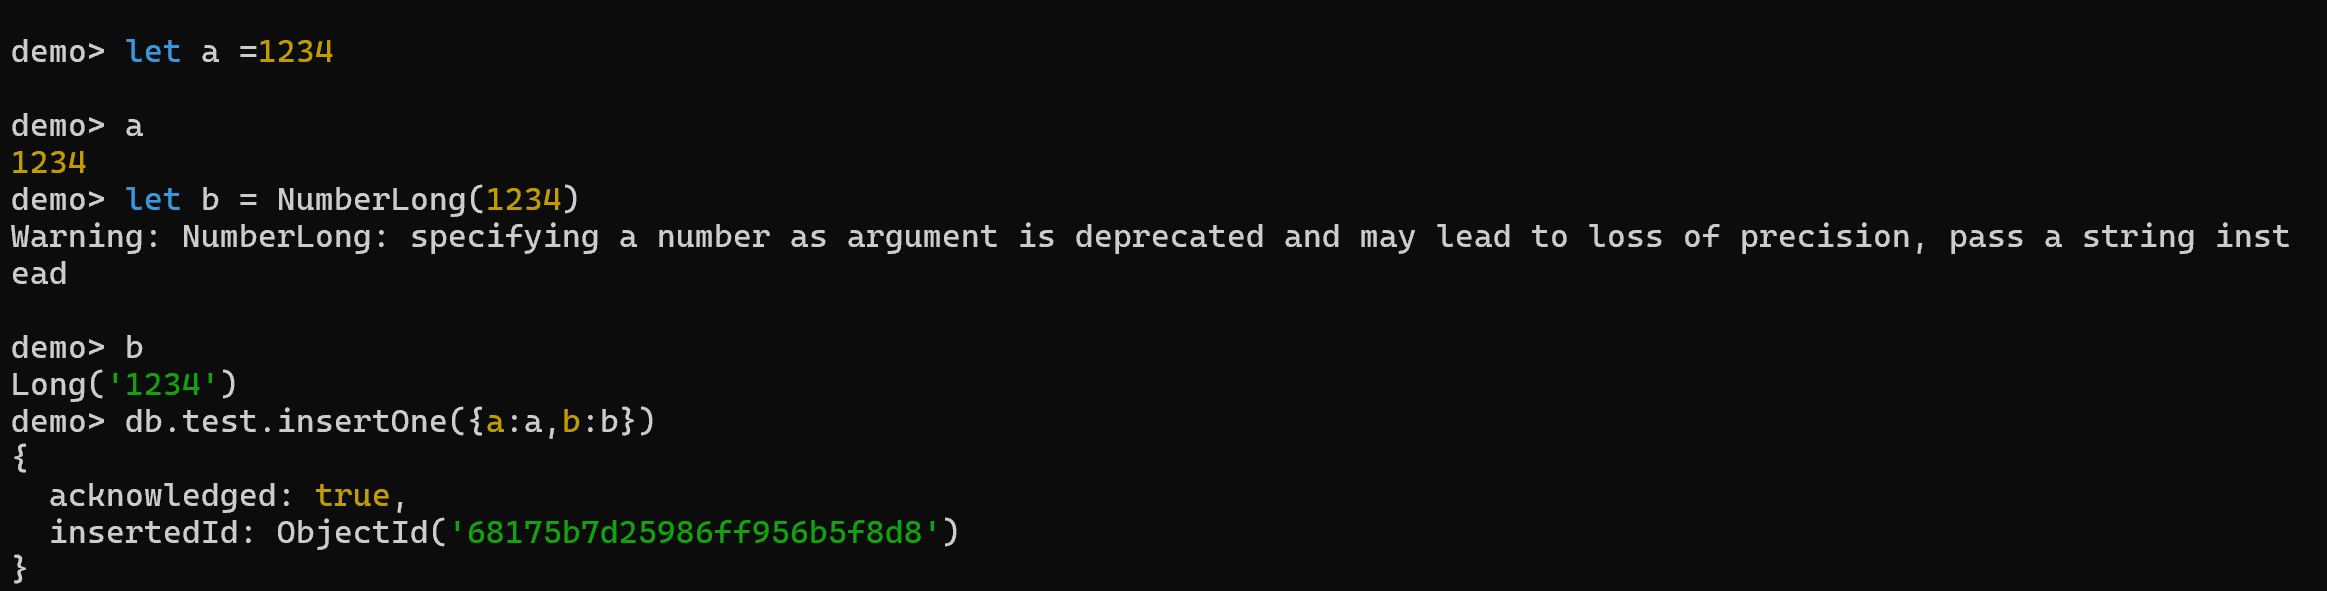 demo> let a =1234
demo> a
1234
demo> let b = NumberLong(1234)
Warning: NumberLong: specifying a number as argument is deprecated and may lead to loss of precision, pass a string inst
ead
demo> b
Long('1234')
demo> db.test.insertOne({a:a,b:b})
{
  acknowledged: true,
  insertedId: ObjectId('68175b7d25986ff956b5f8d8')
}